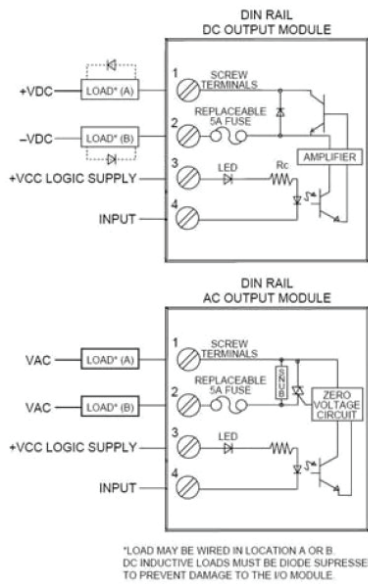 DIN RAIL
DC OUTPUT MODULE
1
SCREW
TERMINALS
+VDC
LOAD* (A)
REPLACEABLE
5A FUSE
2
–VDC
LOAD* (B)
AMPLIFIER
3
LED
Rc
+VCC LOGIC SUPPLY
4
INPUT
DIN RAIL
AC OUTPUT MODULE
1
SCREW
TERMINALS
VAC
LOAD* (A)
SNUB
REPLACEABLE
5A FUSE
2
VAC
LOAD* (B)
ZERO
VOLTAGE
CIRCUIT
3
LED
+VCC LOGIC SUPPLY
4
INPUT
*LOAD MAY BE WIRED IN LOCATION A OR B.
DC INDUCTIVE LOADS MUST BE DIODE SUPRESSE
TO PREVENT DAMAGE TO THE I/O MODULE.